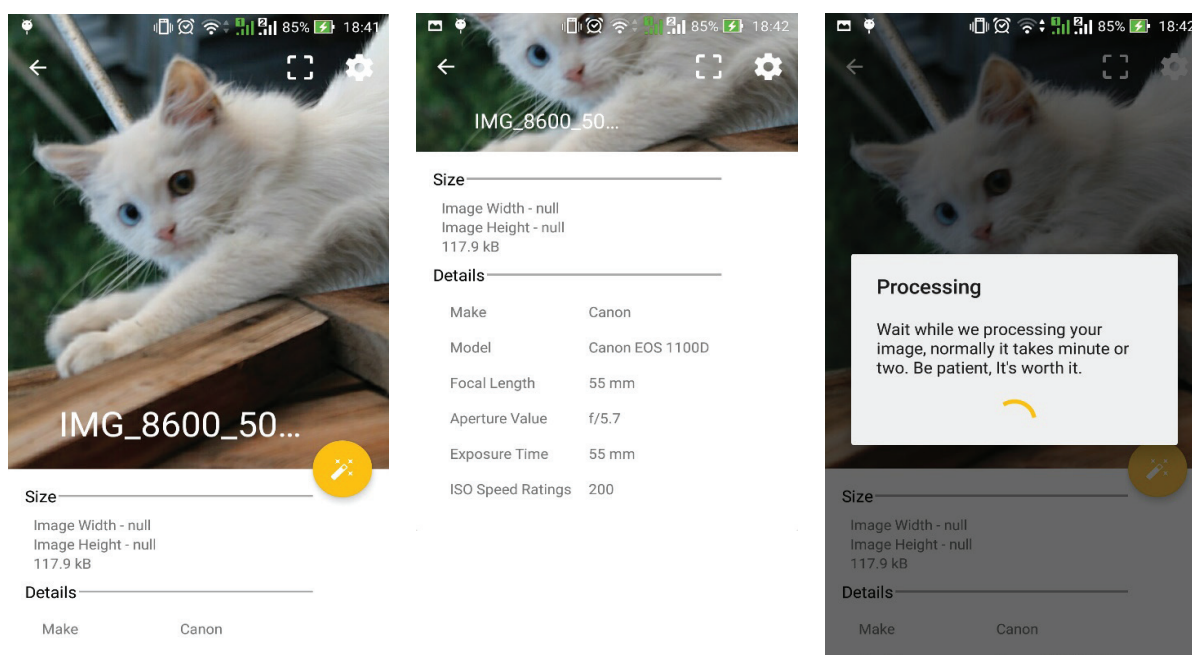 85% 18:41
IMG_8600_50...
Size
Image Width - null
Image Height - null
117.9 kB
Details
Make Canon
85% 18:42
IMG_8600_50...
Size
Image Width - null
Image Height - null
117.9 kB
Details
Make Canon
Model Canon EOS 1100D
Focal Length 55 mm
Aperture Value f/5.7
Exposure Time 55 mm
ISO Speed Ratings 200
85% 18:42
Processing
Wait while we processing your
image, normally it takes minute or
two. Be patient, It's worth it.
Size
Image Width - null
Image Height - null
117.9 kB
Details
Make Canon